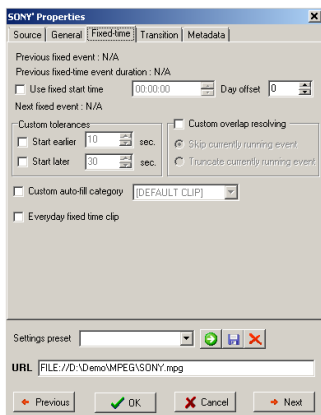 SONY' Properties
Source General Fixed-time Transition Metadata
Previous fixed event : N/A
Previous fixed-time event duration : N/A
Use fixed start time 00:00:00 Day offset 0
Next fixed event : N/A
Custom tolerances
Start earlier 10 sec.
Start later 30 sec.
Custom overlap resolving
Skip currently running event
Truncate currently running event
Custom auto-fill category [DEFAULT CLIP]
Everyday fixed time clip
Settings preset
URL FILE://D:\Demo\MPEG\SONY.mpg
Previous OK Cancel Next